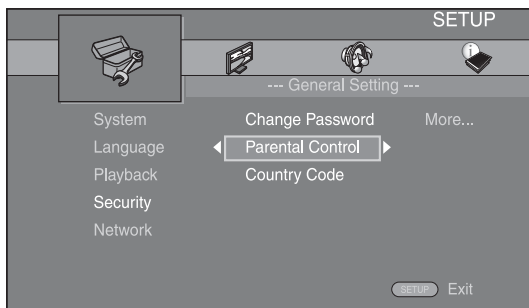 SETUP
--- General Setting ---
System
Change Password
More...
Language
Parental Control
Playback
Country Code
Security
Network
SETUP Exit